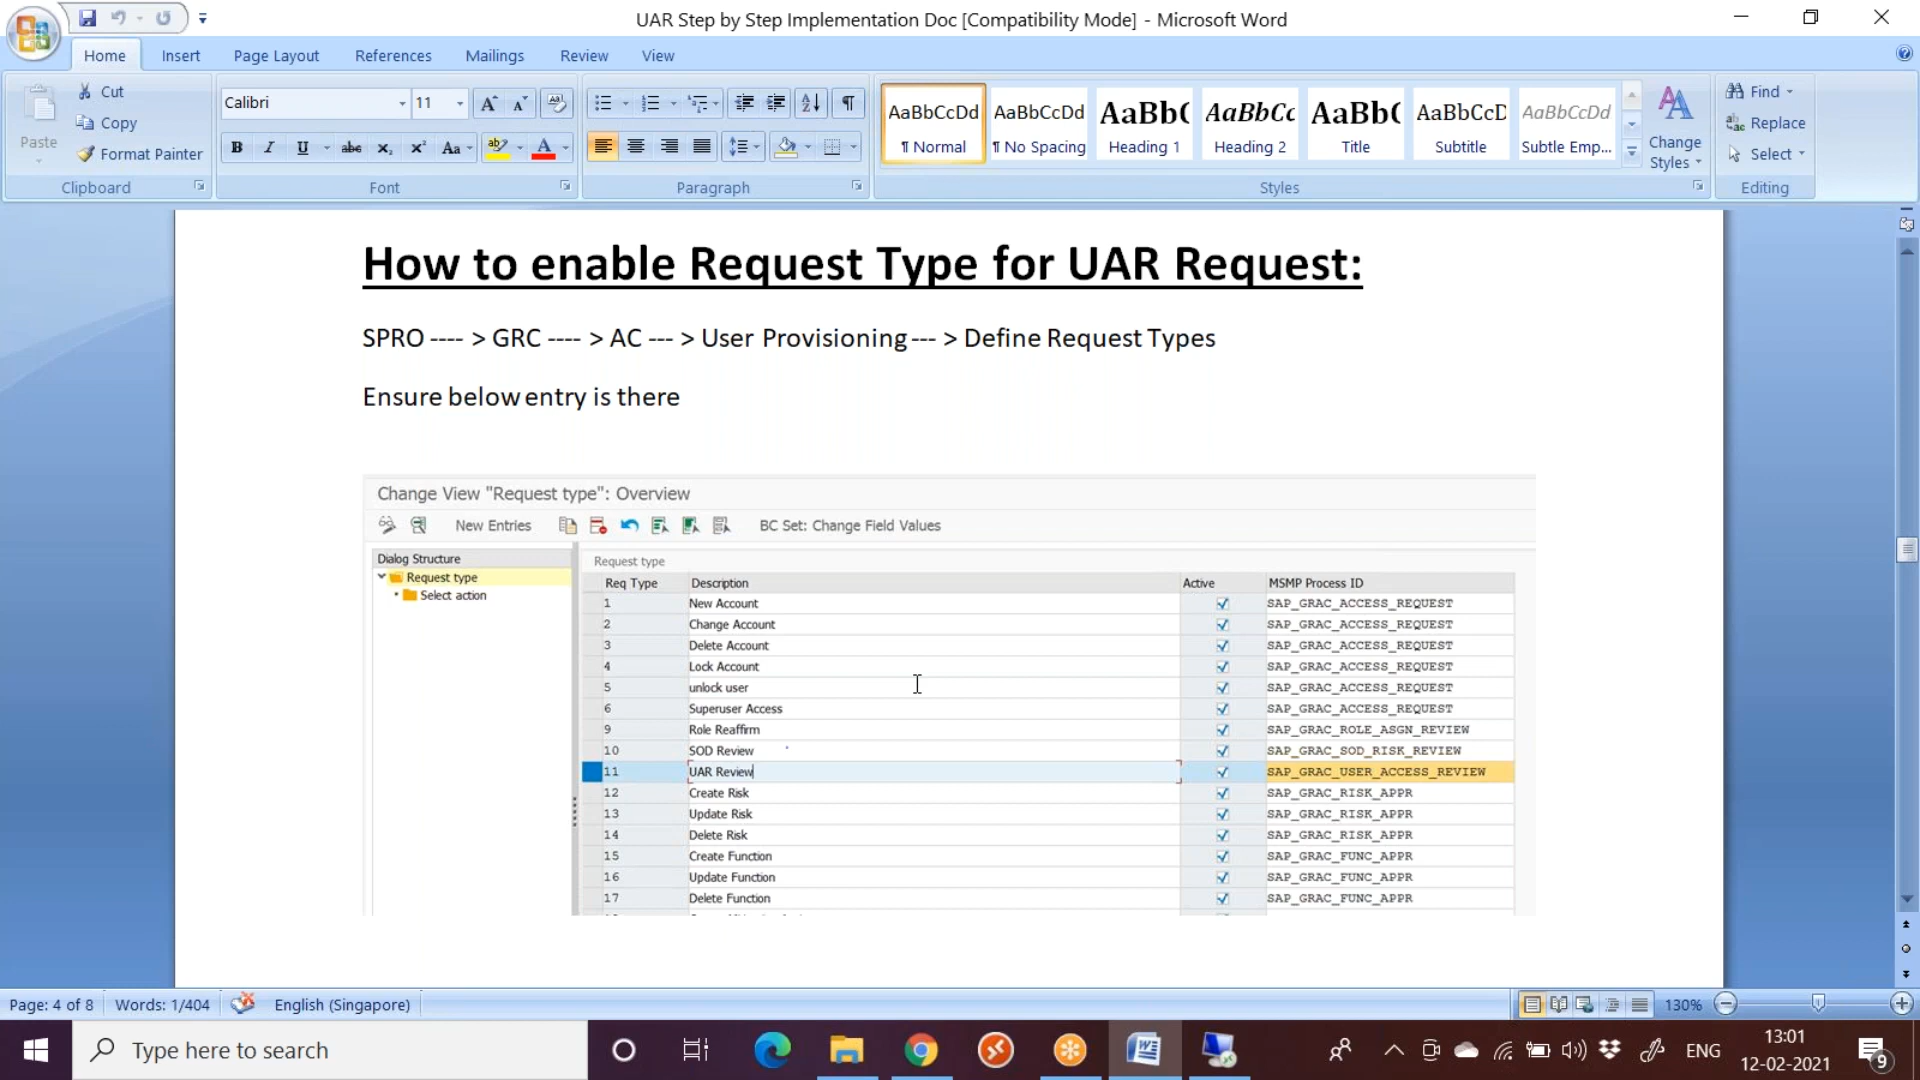 UAR Step by Step Implementation Doc [Compatibility Mode] - Microsoft Word
Home Insert Page Layout References Mailings Review View
Paste
Cut
Copy
Format Painter
Clipboard
Calibri 11
Font
Paragraph
AaBbCcDd AaBbCcDd AaBb( AaBbCc AaBb( AaBbCcD AaBbCcDd
¶ Normal ¶ No Spacing Heading 1 Heading 2 Title Subtitle Subtle Emp...
Styles
Change Styles
Find
Replace
Select
Editing
How to enable Request Type for UAR Request:
SPRO ---- > GRC ---- > AC --- > User Provisioning --- > Define Request Types
Ensure below entry is there
Change View "Request type": Overview
New Entries BC Set: Change Field Values
Dialog Structure
Request type
Select action
Request type
Req Type Description Active MSMP Process ID
1 New Account SAP_GRAC_ACCESS_REQUEST
2 Change Account SAP_GRAC_ACCESS_REQUEST
3 Delete Account SAP_GRAC_ACCESS_REQUEST
4 Lock Account SAP_GRAC_ACCESS_REQUEST
5 unlock user SAP_GRAC_ACCESS_REQUEST
6 Superuser Access SAP_GRAC_ACCESS_REQUEST
9 Role Reaffirm SAP_GRAC_ROLE_ASGN_REVIEW
10 SOD Review SAP_GRAC_SOD_RISK_REVIEW
11 UAR Review SAP_GRAC_USER_ACCESS_REVIEW
12 Create Risk SAP_GRAC_RISK_APPR
13 Update Risk SAP_GRAC_RISK_APPR
14 Delete Risk SAP_GRAC_RISK_APPR
15 Create Function SAP_GRAC_FUNC_APPR
16 Update Function SAP_GRAC_FUNC_APPR
17 Delete Function SAP_GRAC_FUNC_APPR
Page: 4 of 8 Words: 1/404 English (Singapore) 130%
Type here to search
ENG
13:01
12-02-2021
9